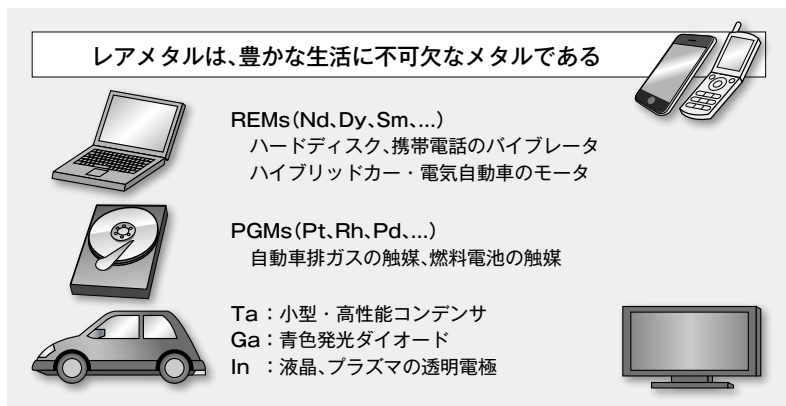 レアメタルは、豊かな生活に不可欠なメタルである
REMs(Nd、Dy、Sm、...)
ハードディスク、携帯電話のバイブレータ
ハイブリッドカー・電気自動車のモータ
PGMs(Pt、Rh、Pd、...)
自動車排ガスの触媒、燃料電池の触媒
Ta：小型・高性能コンデンサ
Ga：青色発光ダイオード
In ：液晶、プラズマの透明電極